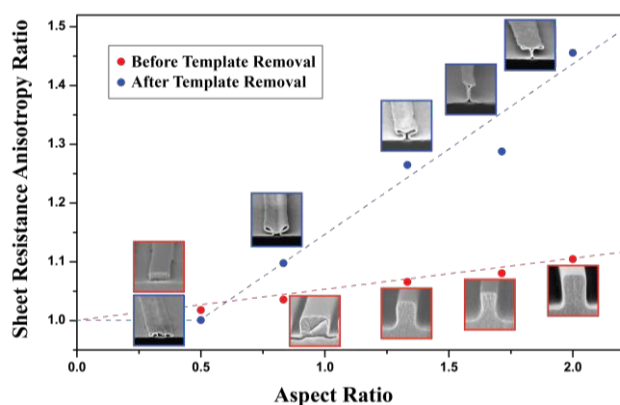 1.5
1.4
1.3
1.2
1.1
1.0
Sheet Resistance Anisotropy Ratio
Before Template Removal
After Template Removal
0.0
0.5
1.0
1.5
2.0
Aspect Ratio